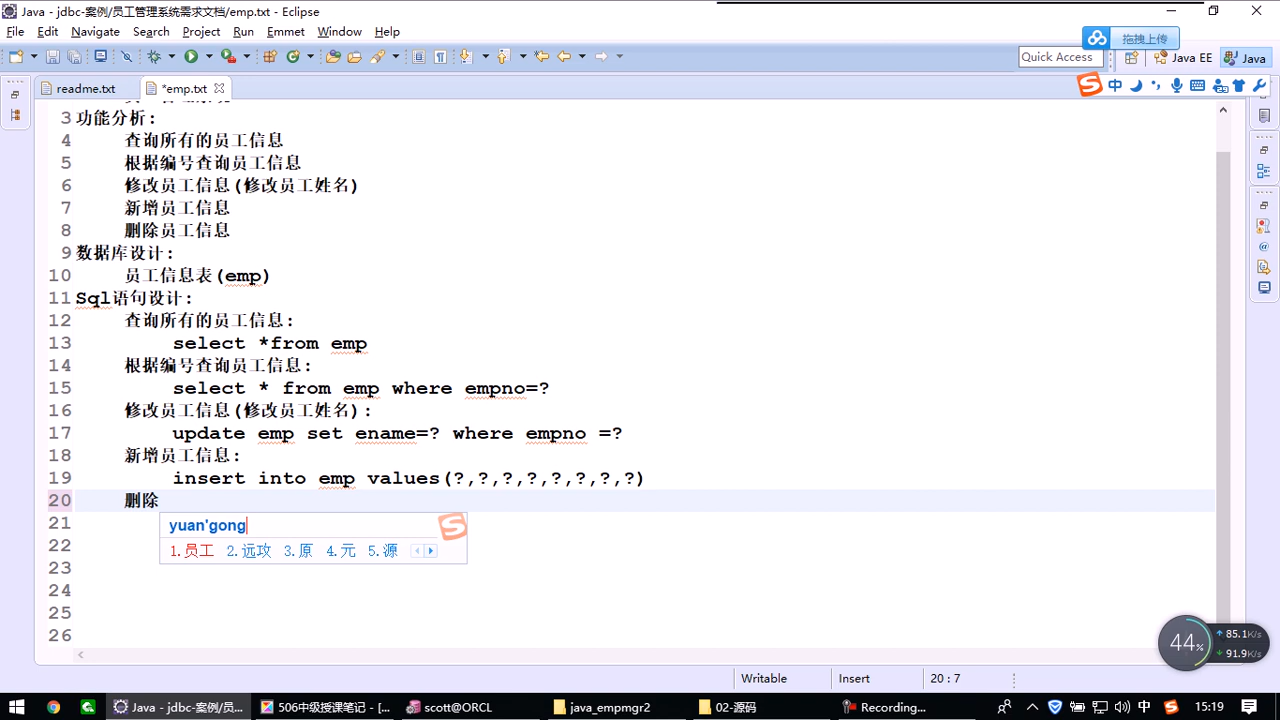 Java - jdbc-案例/员工管理系统需求文档/emp.txt - Eclipse
File Edit Navigate Search Project Run Emmet Window Help
拖拽上传
Quick Access
Java EE
Java
中
readme.txt
*emp.txt
3 功能分析:
4 查询所有的员工信息
5 根据编号查询员工信息
6 修改员工信息(修改员工姓名)
7 新增员工信息
8 删除员工信息
9 数据库设计:
10 员工信息表(emp)
11 Sql语句设计:
12 查询所有的员工信息:
13 select *from emp
14 根据编号查询员工信息:
15 select * from emp where empno=?
16 修改员工信息(修改员工姓名):
17 update emp set ename=? where empno =?
18 新增员工信息:
19 insert into emp values(?,?,?,?,?,?,?,?)
20 删除
21
22
23
24
25
26
yuan'gong
1.员工 2.远攻 3.原 4.元 5.源
44%
85.1K/s
91.9K/s
Writable
Insert
20 : 7
Java - jdbc-案例/员...
506中级授课笔记 - [...
scott@ORCL
java_empmgr2
02-源码
Recording...
中
15:19